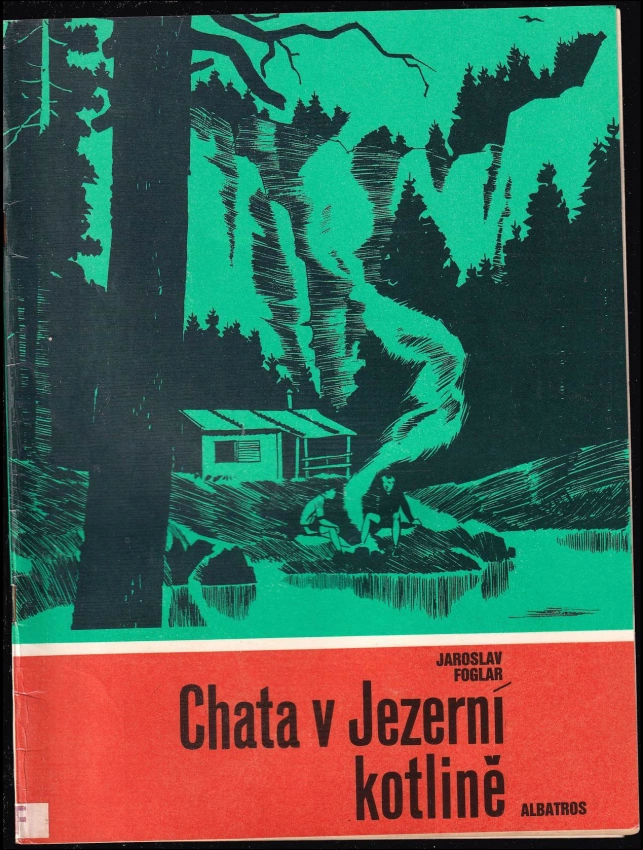 JAROSLAV
FOGLAR
Chata v Jezerní
kotlině
ALBATROS